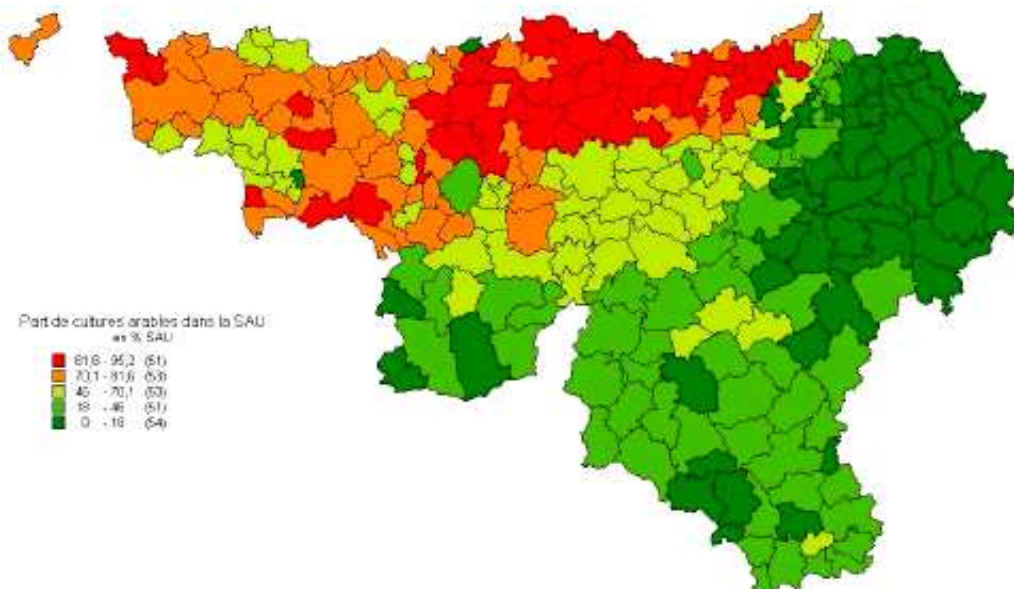 Part de cultures arables dans la SAU
en % SAU
81,6 - 95,2 (51)
70,1 - 81,6 (53)
46 - 70,1 (53)
18 - 46 (51)
0 - 18 (54)